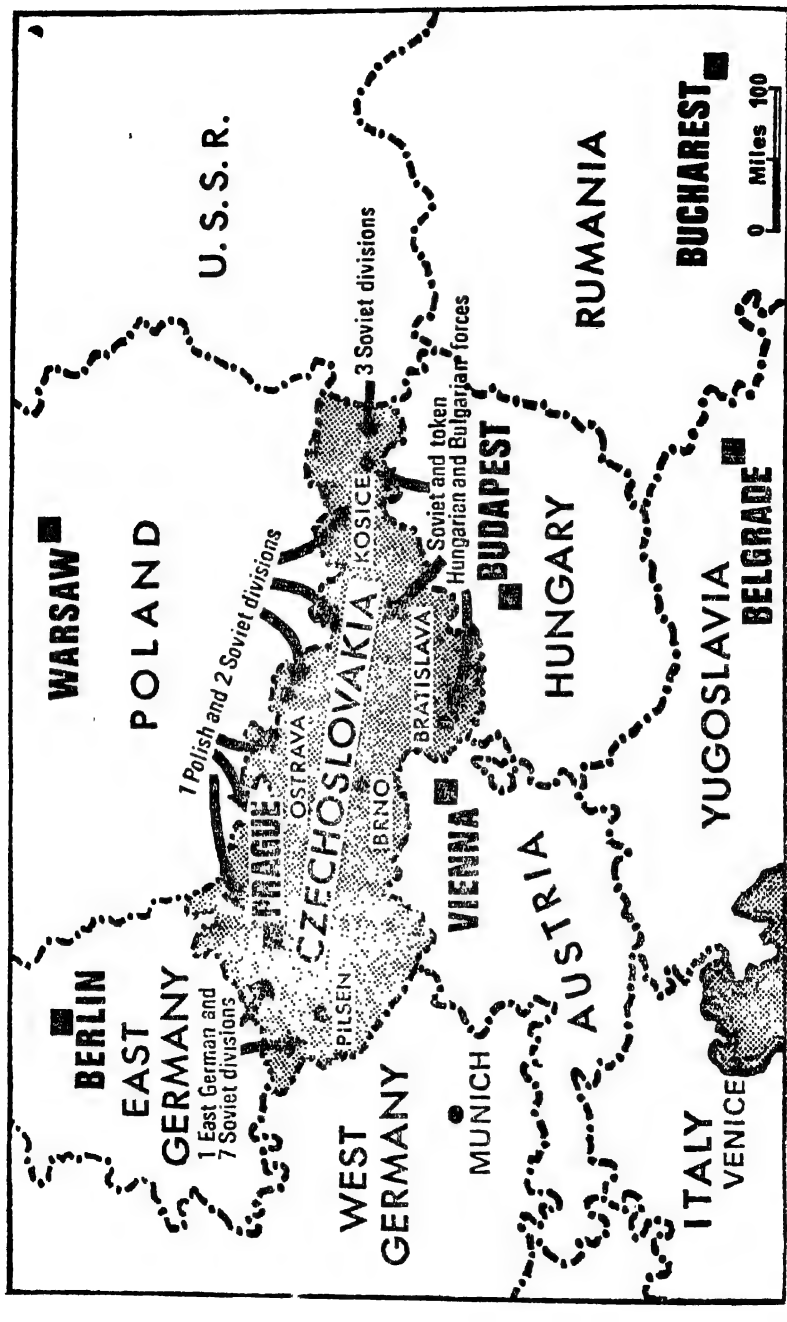 U.S.S.R.
WARSAW
POLAND
BERLIN
EAST
GERMANY
1 East German and
7 Soviet divisions
1 Polish and 2 Soviet divisions
3 Soviet divisions
PRAGUE
OSTRAVA
CZECHOSLOVAKIA
KOSICE
PILSEN
BRNO
BRATISLAVA
Soviet and token
Hungarian and Bulgarian forces
WEST
GERMANY
MUNICH
VIENNA
AUSTRIA
BUDAPEST
HUNGARY
RUMANIA
BUCHAREST
0 Miles 100
ITALY
VENICE
YUGOSLAVIA
BELGRADE